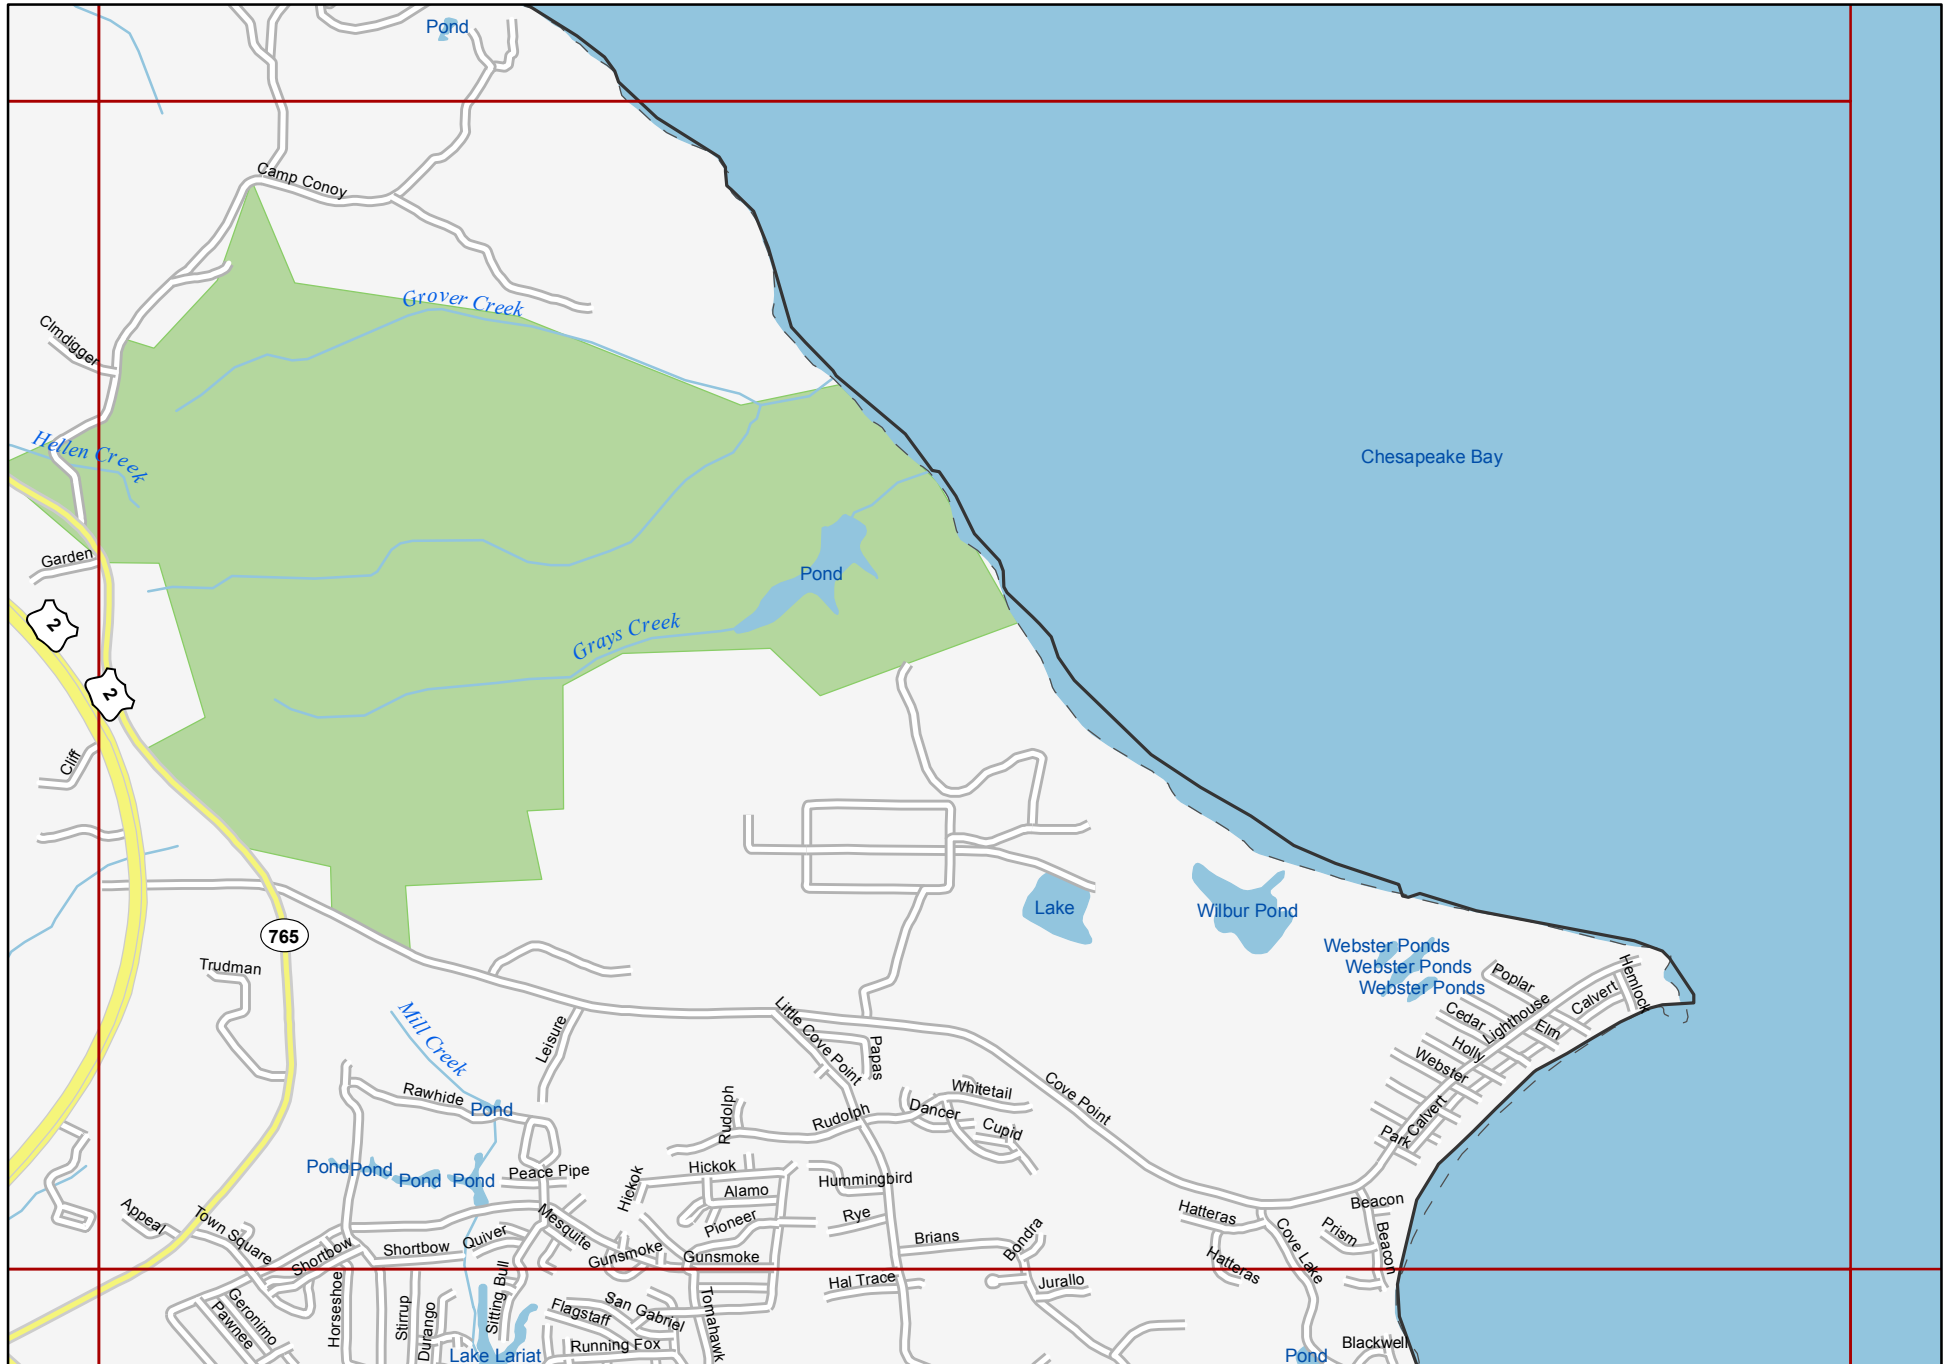 Pond
Camp Conoy
Grover Creek
Clmdigger
Hellen Creek
Chesapeake Bay
Garden
Pond
2
Grays Creek
2
Cliff
Lake
Wilbur Pond
765
Webster Ponds
Webster Ponds
Webster Ponds
Trudman
Poplar
Hemlock
Calvert
Lighthouse
Cedar
Elm
Holly
Webster
Mill Creek
Leisure
Little Cove Point
Papas
Cove Point
Rawhide
Pond
Rudolph
Rudolph
Dancer
Whitetail
Cupid
Calvert
Park
Pond
Pond
Pond
Pond
Peace Pipe
Hickok
Hickok
Alamo
Hummingbird
Appeal
Town Square
Mesquite
Pioneer
Rye
Hatteras
Beacon
Shortbow
Shortbow
Quiver
Gunsmoke
Gunsmoke
Brians
Bondra
Hatteras
Cove Lake
Prism
Beacon
Hal Trace
Jurallo
Geronimo
Pawnee
Horseshoe
Stirrup
Durango
Sitting Bull
Flagstaff
San Gabriel
Tomahawk
Running Fox
Lake Lariat
Pond
Blackwell